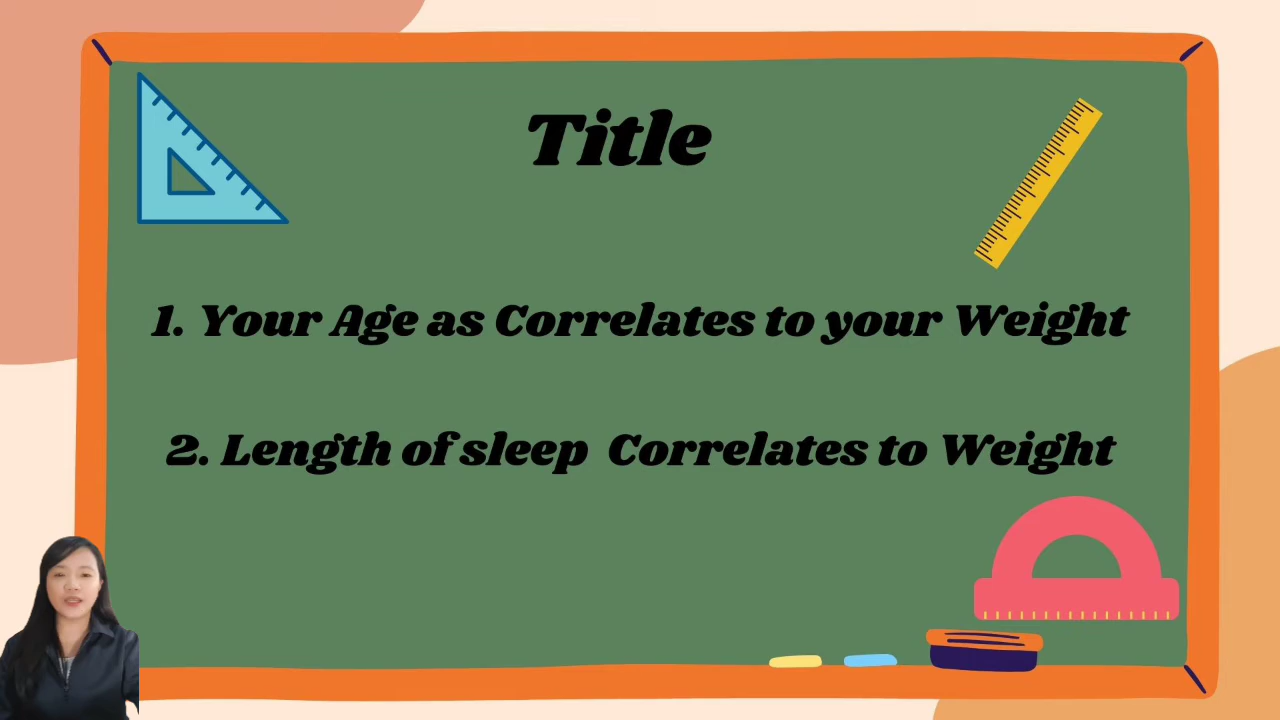 Title
1. Your Age as Correlates to your Weight
2. Length of sleep Correlates to Weight